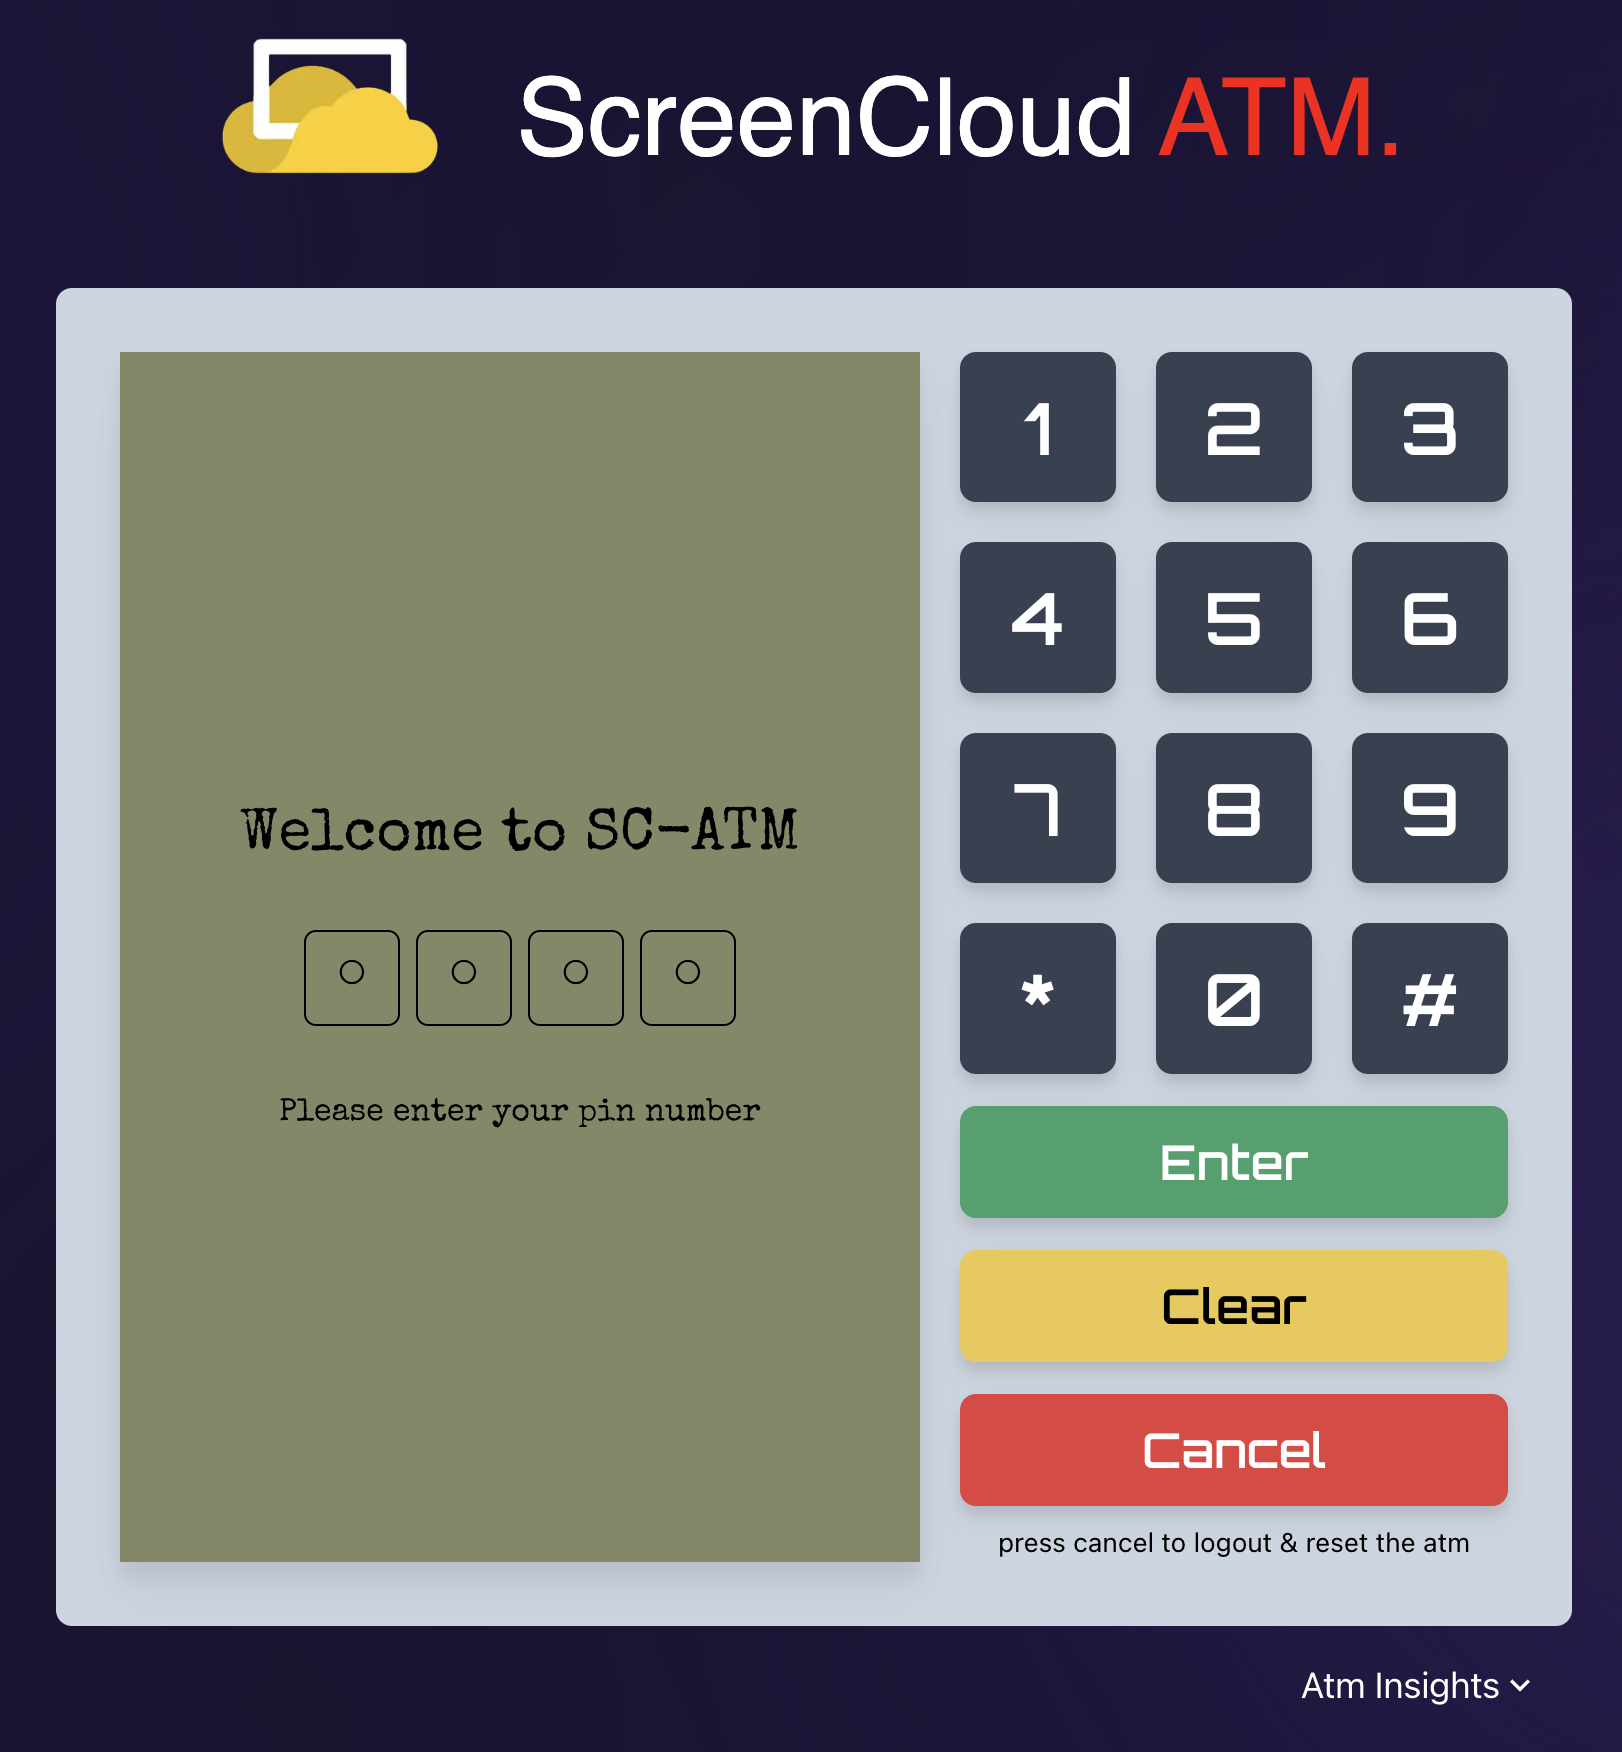 ScreenCloud ATM.
Welcome to SC-ATM
Please enter your pin number
1 2 3
4 5 6
7 8 9
* 0 #
Enter
Clear
Cancel
press cancel to logout & reset the atm
Atm Insights